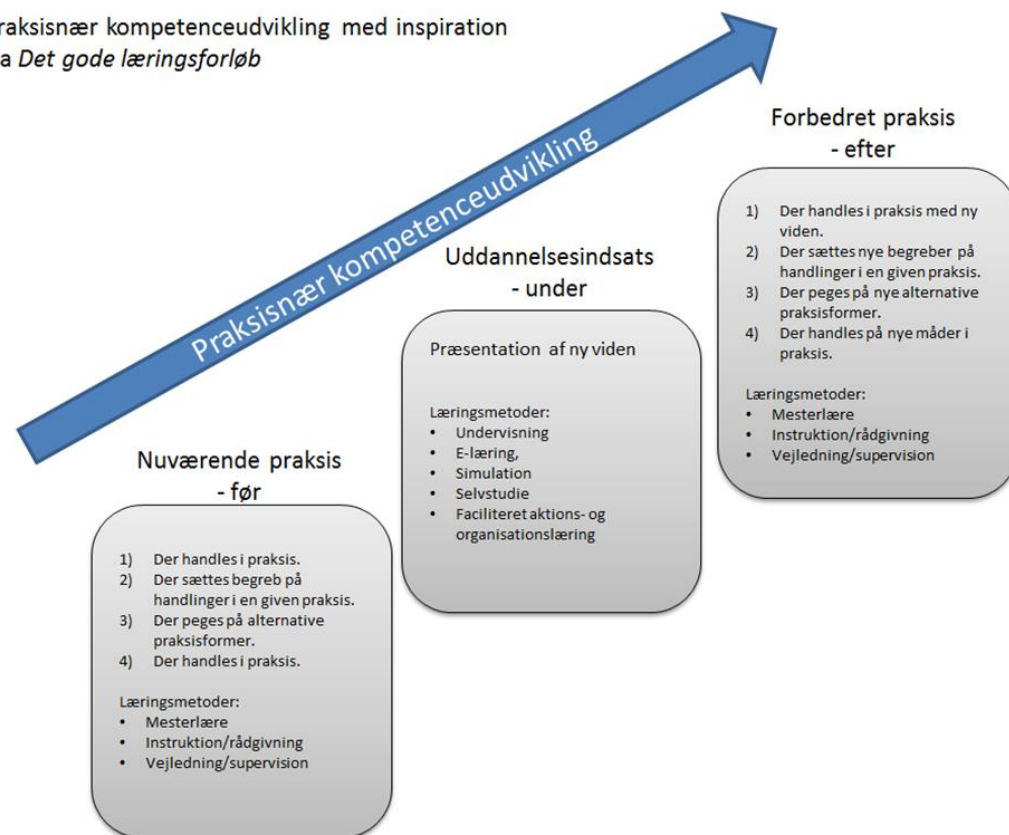 raksisnær kompetenceudvikling med inspiration
a Det gode læringsforløb
Praksisnær kompetenceudvikling
Nuværende praksis
- før
1) Der handles i praksis.
2) Der sættes begreb på
handlinger i en given praksis.
3) Der peges på alternative
praksisformer.
4) Der handles i praksis.
Læringsmetoder:
• Mesterlære
• Instruktion/rådgivning
• Vejledning/supervision
Uddannelsesindsats
- under
Præsentation af ny viden
Læringsmetoder:
• Undervisning
• E-læring,
• Simulation
• Selvstudie
• Faciliteret aktions- og
organisationslæring
Forbedret praksis
- efter
1) Der handles i praksis med ny
viden.
2) Der sættes nye begreber på
handlinger i en given praksis.
3) Der peges på nye alternative
praksisformer.
4) Der handles på nye måder i
praksis.
Læringsmetoder:
• Mesterlære
• Instruktion/rådgivning
• Vejledning/supervision